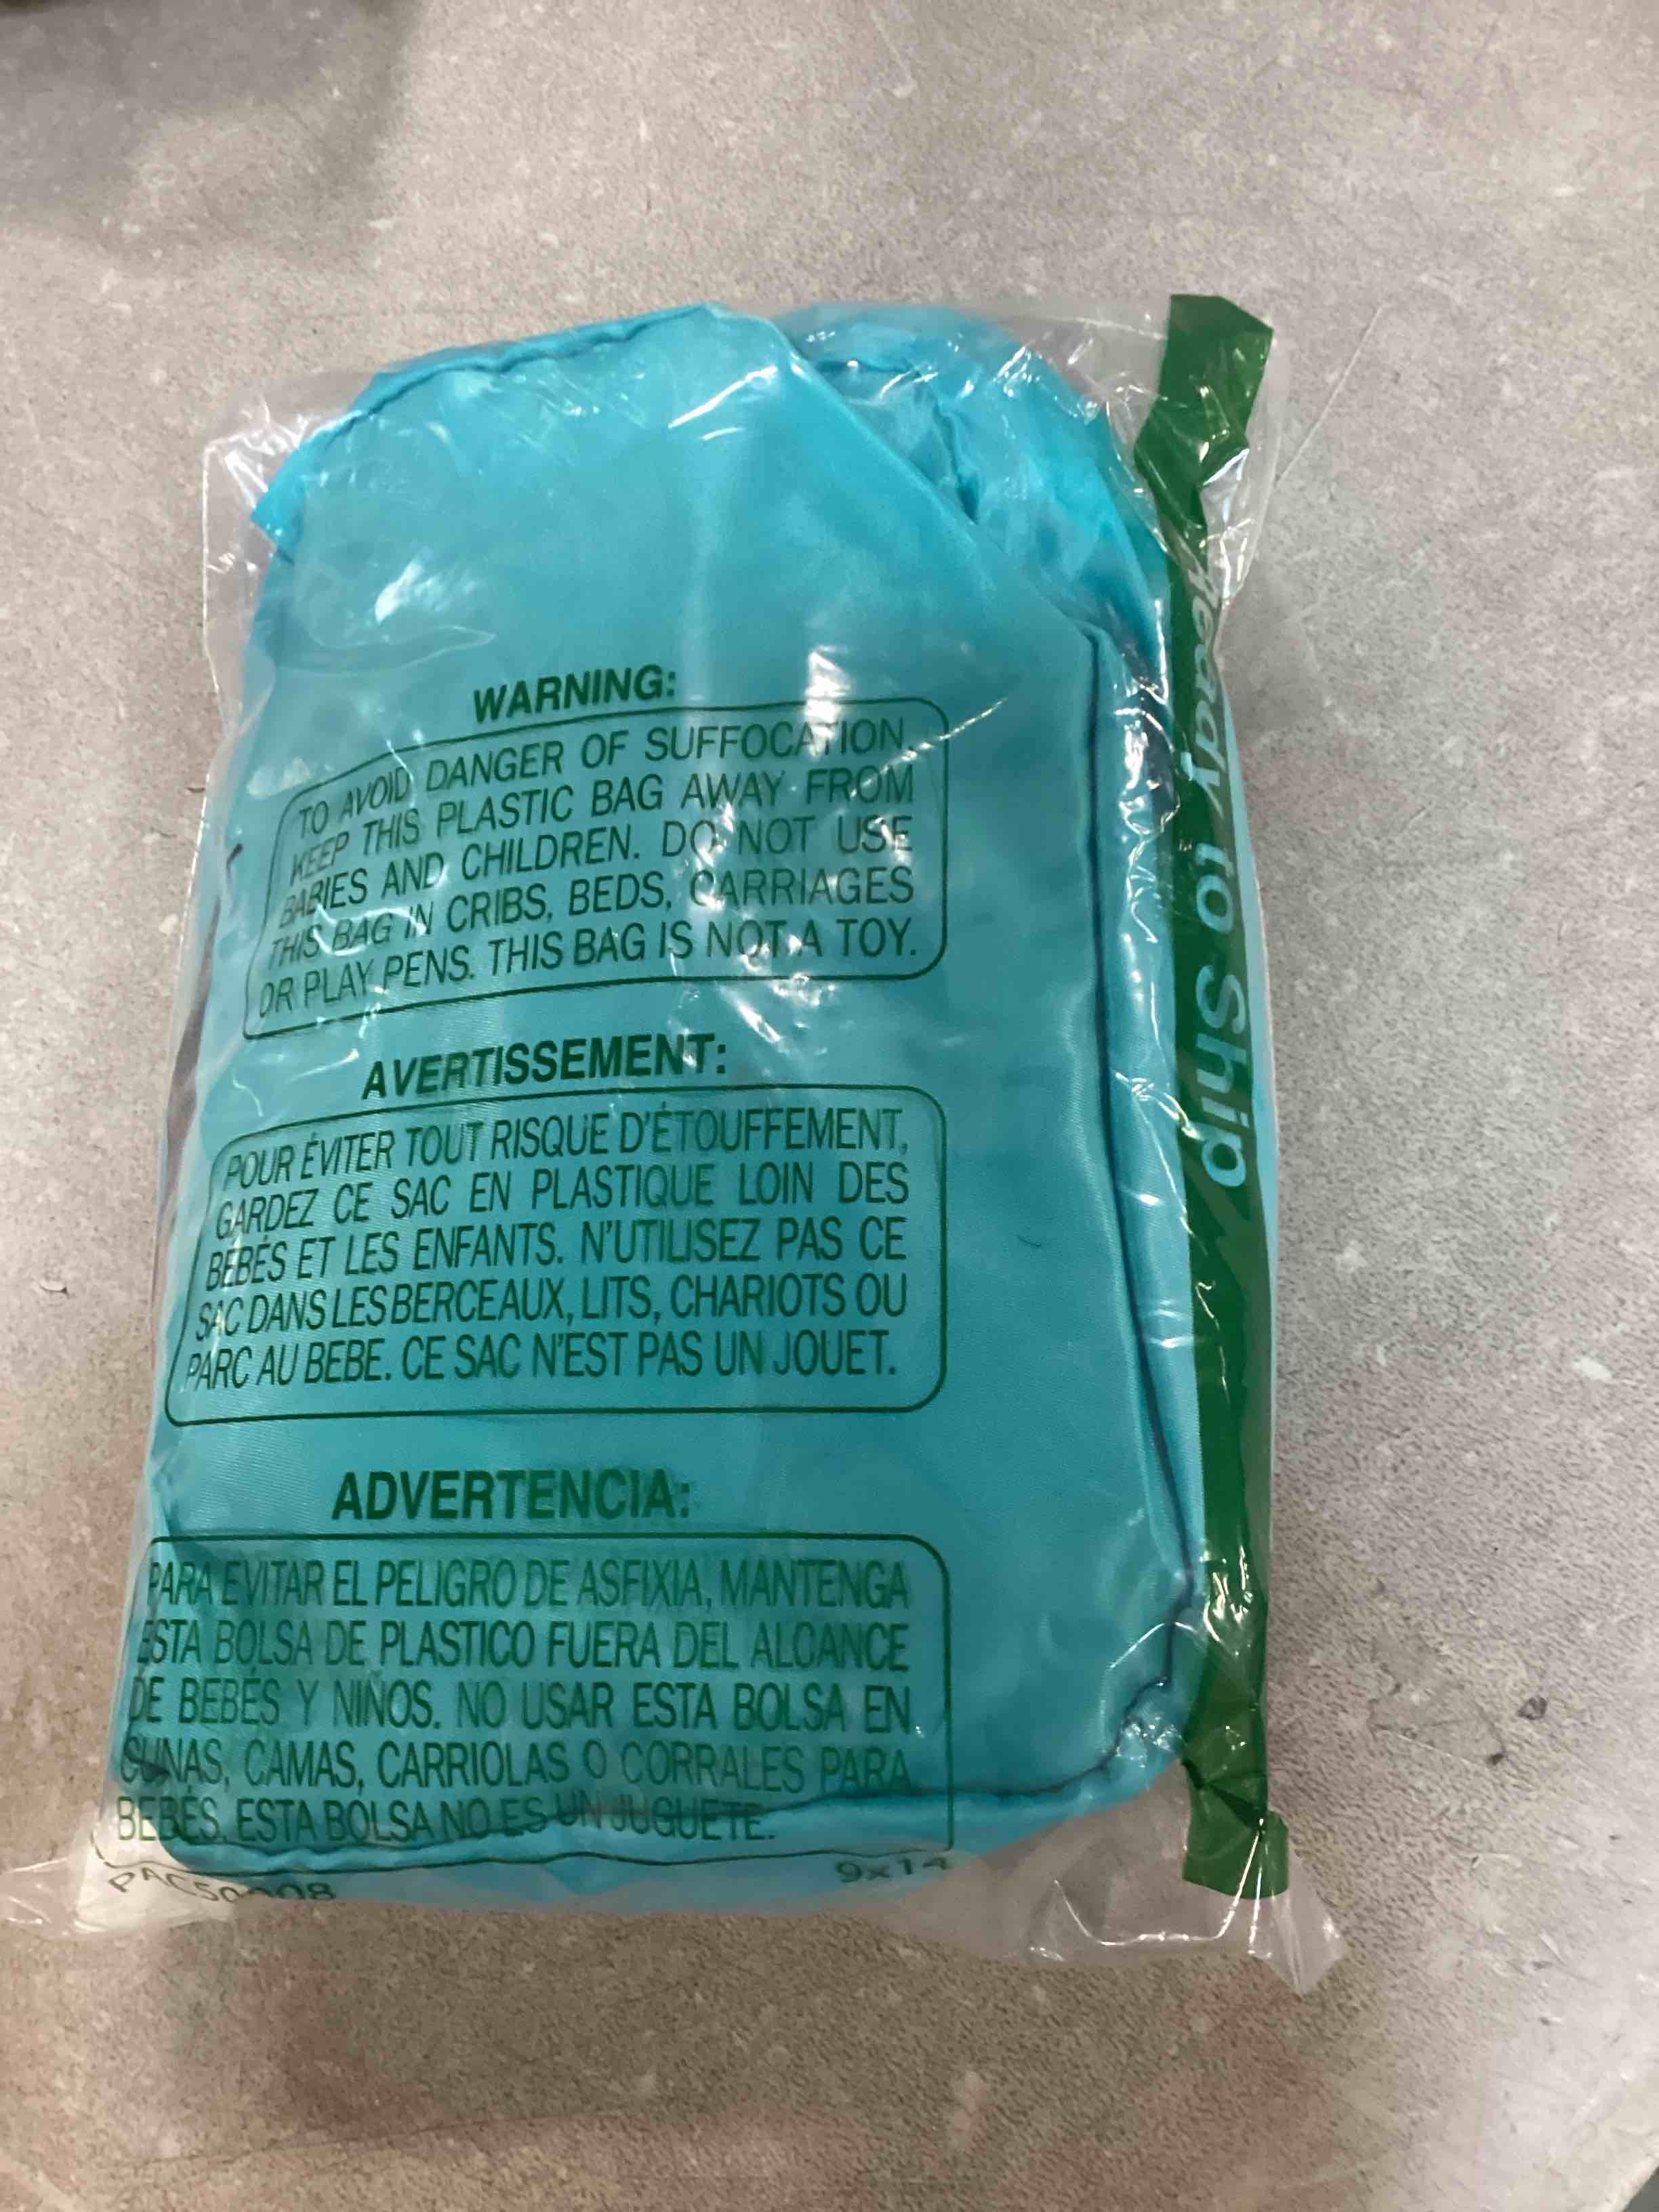 WARNING:
TO AVOID DANGER OF SUFFOCATION,
KEEP THIS PLASTIC BAG AWAY FROM
BABIES AND CHILDREN. DO NOT USE
THIS BAG IN CRIBS, BEDS, CARRIAGES
OR PLAY PENS. THIS BAG IS NOT A TOY.
AVERTISSEMENT:
POUR ÉVITER TOUT RISQUE D'ÉTOUFFEMENT,
GARDEZ CE SAC EN PLASTIQUE LOIN DES
BÉBÉS ET LES ENFANTS. N'UTILISEZ PAS CE
SAC DANS LES BERCEAUX, LITS, CHARIOTS OU
PARC AU BEBE. CE SAC N'EST PAS UN JOUET.
ADVERTENCIA:
PARA EVITAR EL PELIGRO DE ASFIXIA, MANTENGA
ESTA BOLSA DE PLASTICO FUERA DEL ALCANCE
DE BEBÉS Y NIÑOS. NO USAR ESTA BOLSA EN
CUNAS, CAMAS, CARRIOLAS O CORRALES PARA
BEBÉS. ESTA BOLSA NO ES UN JUGUETE.
9x14
Ready to Ship